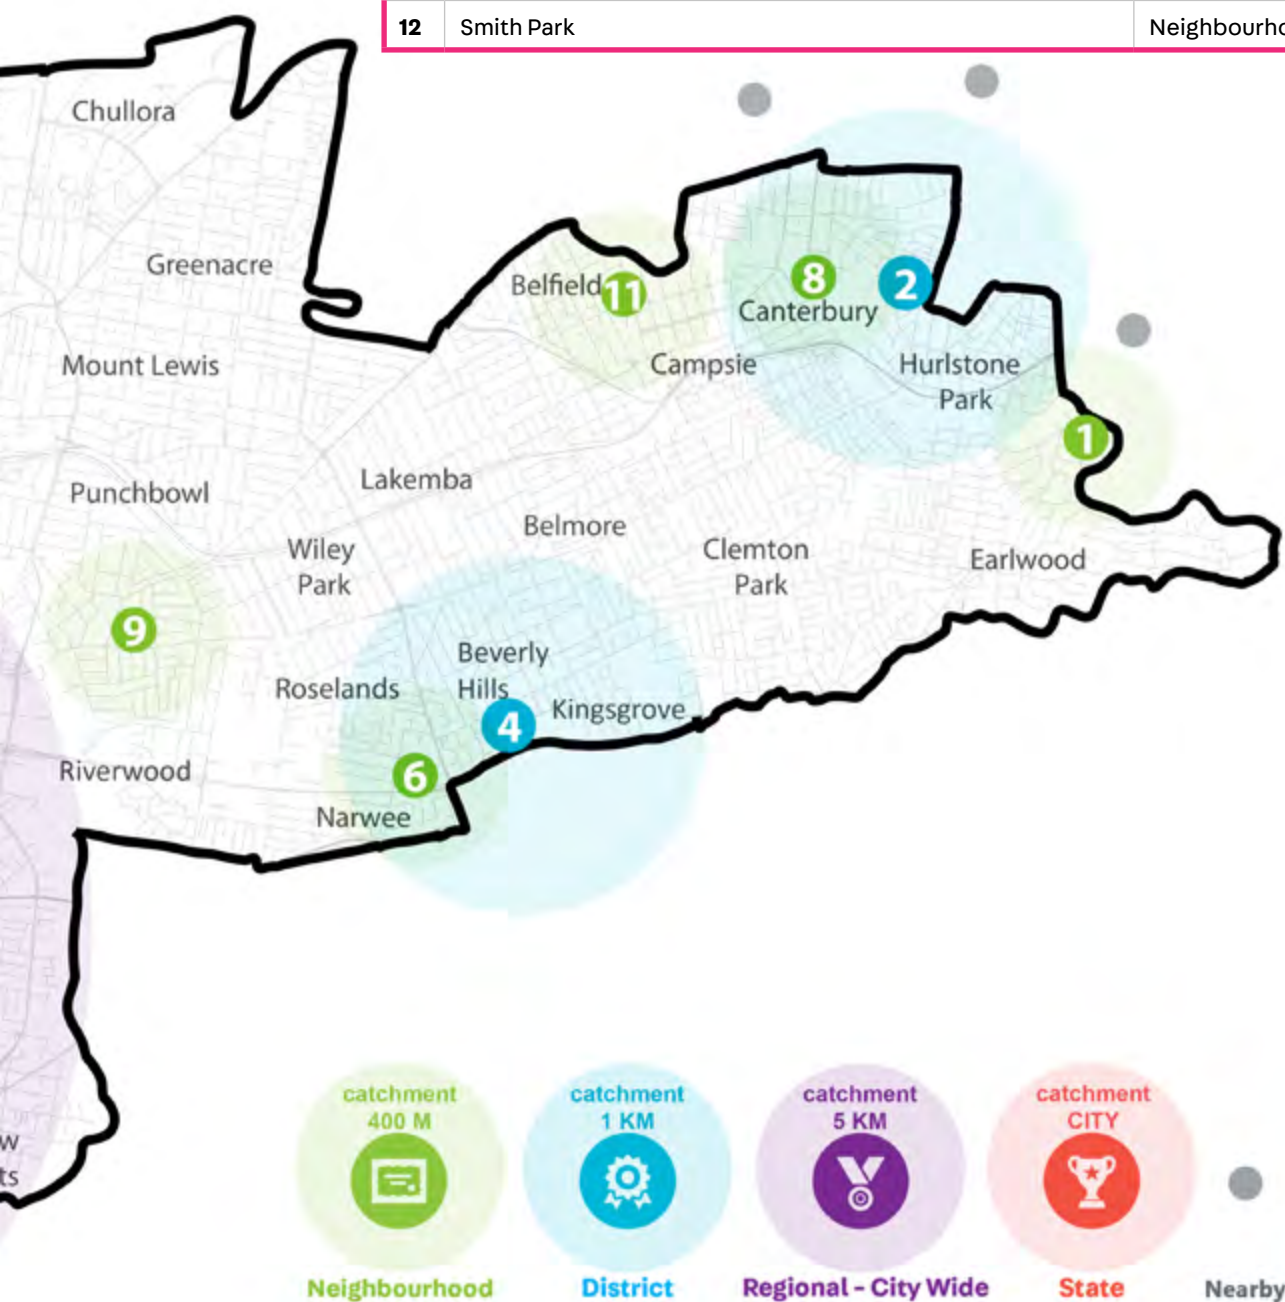 12 Smith Park Neighbourho
Chullora
Greenacre
Belfield
11
8
2
Canterbury
Mount Lewis
Campsie
Hurlstone
Park
1
Lakemba
Punchbowl
Belmore
Wiley
Park
Clemton
Park
Earlwood
9
Beverly
Hills
Roselands
Kingsgrove
4
Riverwood
6
Narwee
w
ts
catchment
400 M
Neighbourhood
catchment
1 KM
District
catchment
5 KM
Regional - City Wide
catchment
CITY
State
Nearby